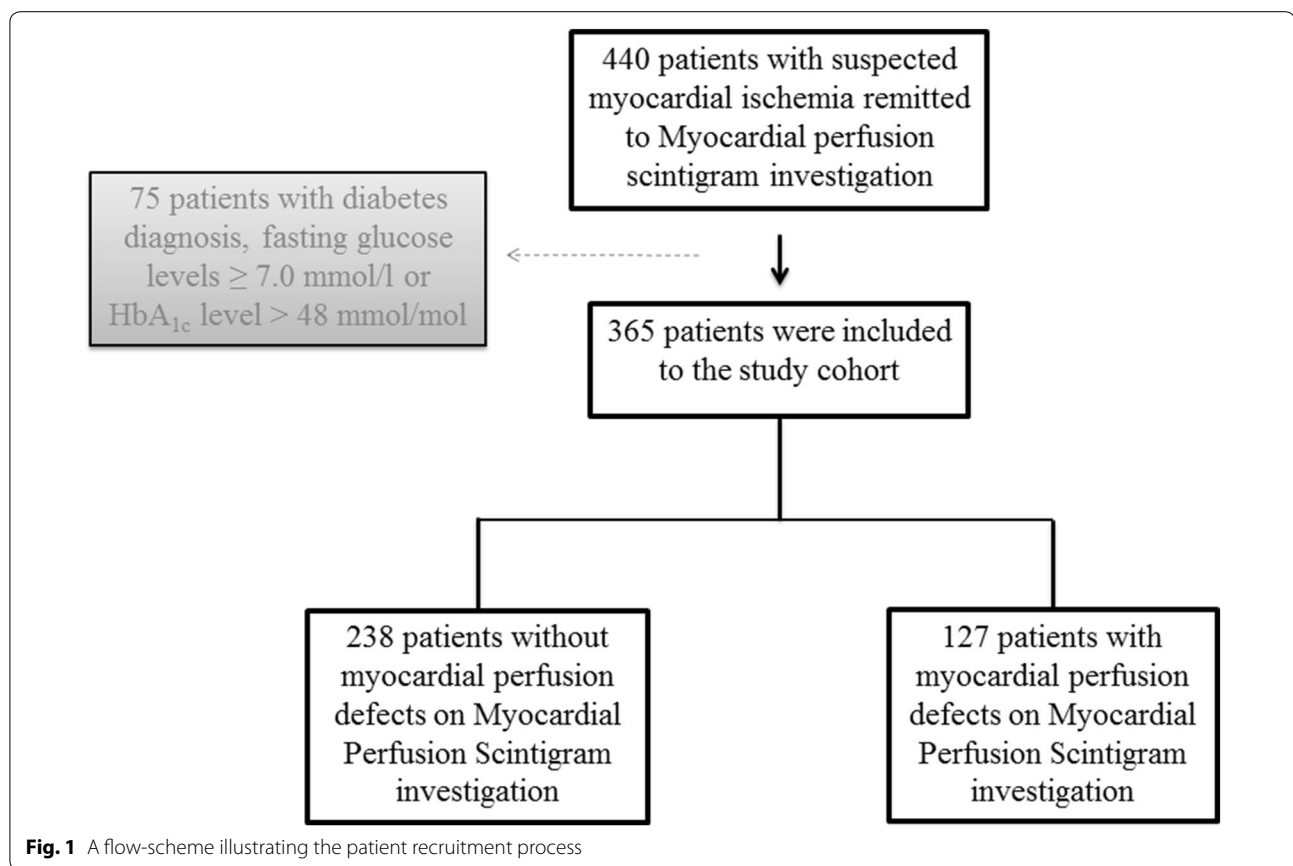 440 patients with suspected
myocardial ischemia remitted
to Myocardial perfusion
scintigram investigation
75 patients with diabetes
diagnosis, fasting glucose
levels ≥ 7.0 mmol/l or
HbA₁c level > 48 mmol/mol
365 patients were included
to the study cohort
238 patients without
myocardial perfusion
defects on Myocardial
Perfusion Scintigram
investigation
127 patients with
myocardial perfusion
defects on Myocardial
Perfusion Scintigram
investigation
Fig. 1 A flow-scheme illustrating the patient recruitment process